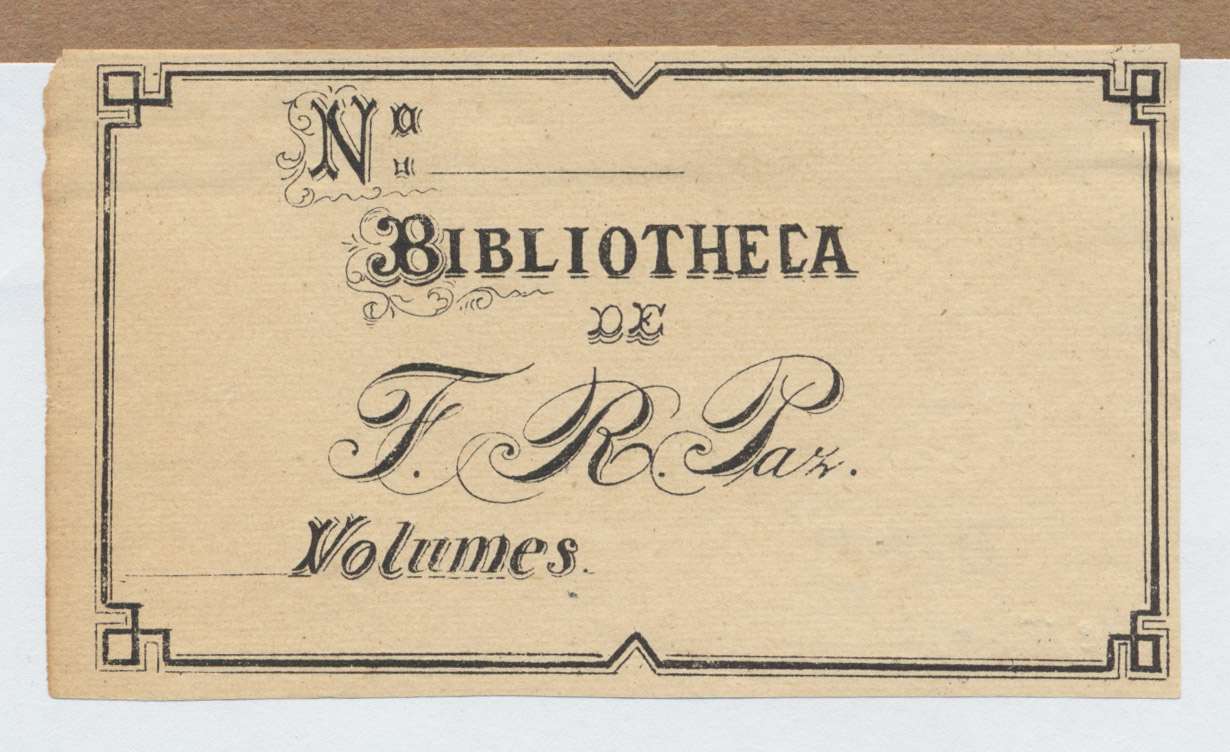 Nº
BIBLIOTHECA
DE
F. R. Paz.
Volumes.